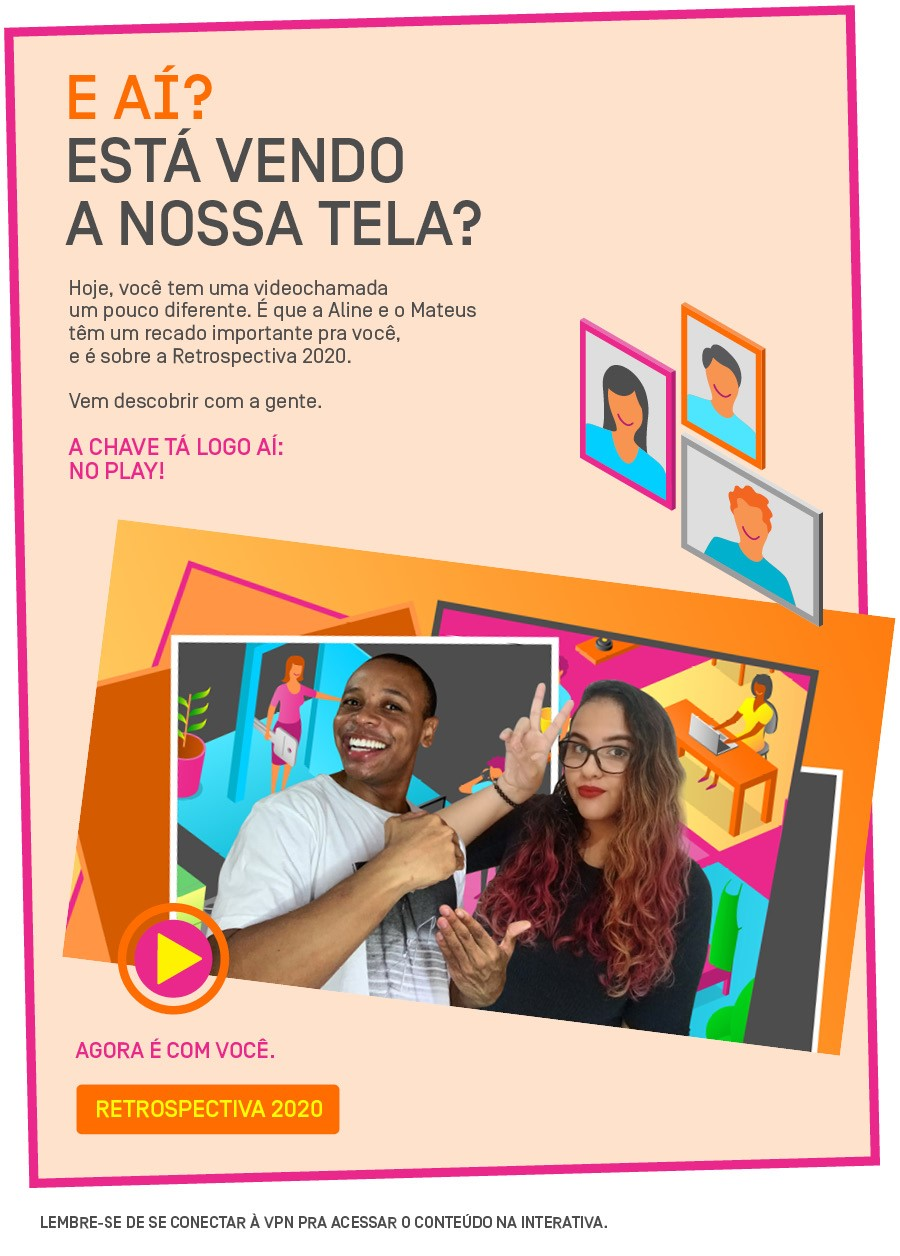 E AÍ?
ESTÁ VENDO
A NOSSA TELA?
Hoje, você tem uma videochamada
um pouco diferente. É que a Aline e o Mateus
têm um recado importante pra você,
e é sobre a Retrospectiva 2020.
Vem descobrir com a gente.
A CHAVE TÁ LOGO AÍ:
NO PLAY!
AGORA É COM VOCÊ.
RETROSPECTIVA 2020
LEMBRE-SE DE SE CONECTAR À VPN PRA ACESSAR O CONTEÚDO NA INTERATIVA.